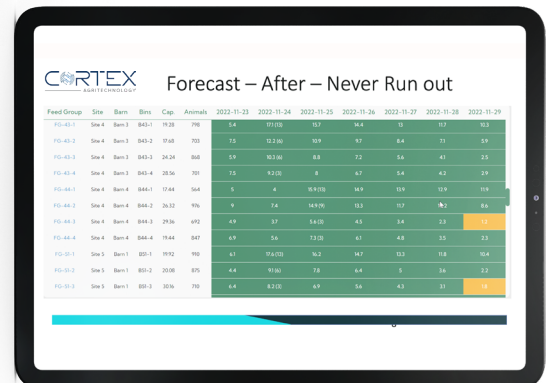 CORTEX
AGRITECHNOLOGY
Forecast – After – Never Run out
Feed Group Site Barn Bins Cap. Animals 2022-11-23 2022-11-24 2022-11-25 2022-11-26 2022-11-27 2022-11-28 2022-11-29
FG-43-1 Site 4 Barn 3 B43-1 19.28 798 5.4 17.1 (13) 15.7 14.4 13 11.7 10.3
FG-43-2 Site 4 Barn 3 B43-2 17.68 703 7.5 12.2 (6) 10.9 9.7 8.4 7.1 5.9
FG-43-3 Site 4 Barn 3 B43-3 24.24 868 5.9 10.3 (6) 8.8 7.2 5.6 4.1 2.5
FG-43-4 Site 4 Barn 3 B43-4 28.56 701 7.5 9.2 (3) 8 6.7 5.4 4.2 2.9
FG-44-1 Site 4 Barn 4 B44-1 17.44 564 5 4 15.9 (13) 14.9 13.9 12.9 11.9
FG-44-2 Site 4 Barn 4 B44-2 26.32 976 9 7.4 14.9 (9) 13.3 11.7 8.6
FG-44-3 Site 4 Barn 4 B44-3 29.36 692 4.9 3.7 5.6 (3) 4.5 3.4 2.3
FG-44-4 Site 4 Barn 4 B44-4 19.44 847 6.9 5.6 7.3 (3) 6.1 4.8 3.5 2.3
FG-51-1 Site 5 Barn 1 B51-1 19.92 910 6.1 17.6 (13) 16.2 14.7 13.3 11.8 10.4
FG-51-2 Site 5 Barn 1 B51-2 20.08 875 4.4 9.1 (6) 7.8 6.4 5 3.6 2.2
FG-51-3 Site 5 Barn 1 B51-3 30.16 713 6.4 8.2 (3) 6.9 5.6 4.3 3.1